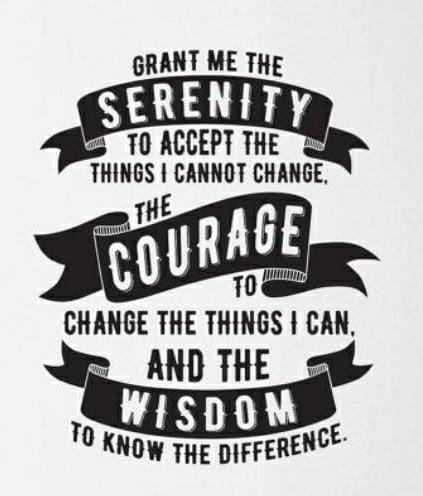 GRANT ME THE
SERENITY
TO ACCEPT THE
THINGS I CANNOT CHANGE,
THE
COURAGE
TO
CHANGE THE THINGS I CAN,
AND THE
WISDOM
TO KNOW THE DIFFERENCE.